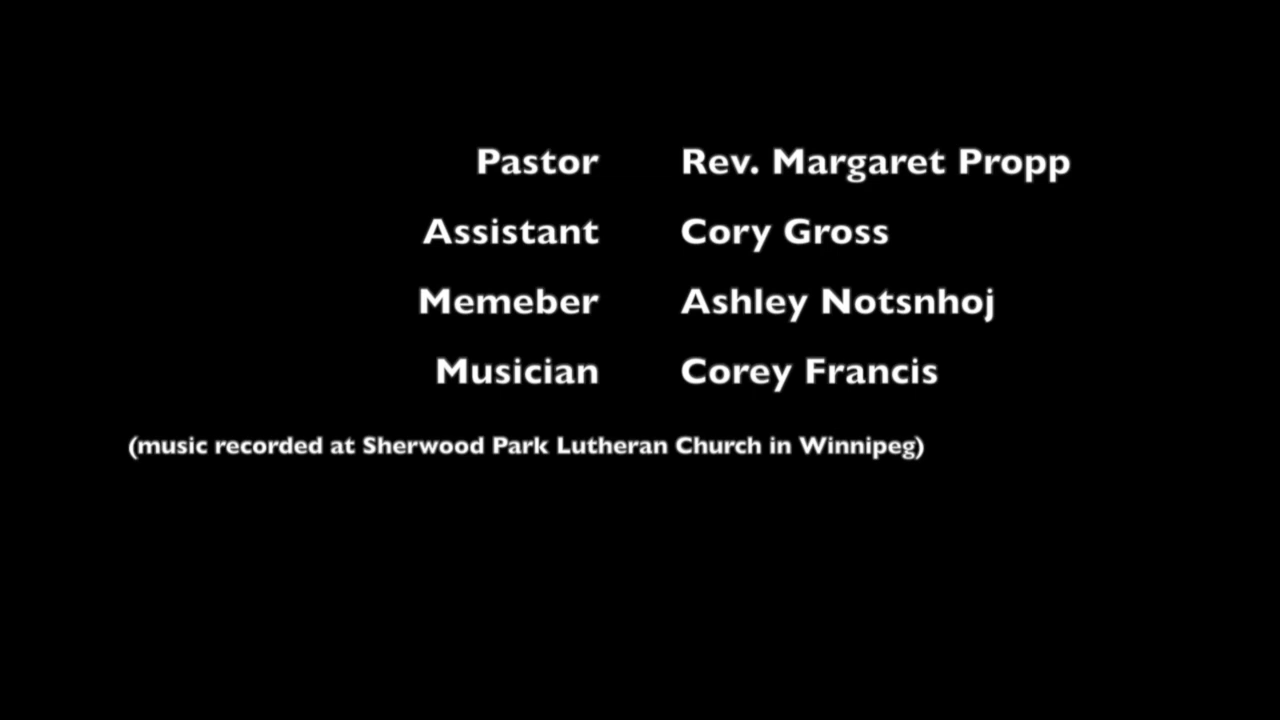 Pastor Rev. Margaret Propp
Assistant Cory Gross
Memeber Ashley Notsnhoj
Musician Corey Francis
(music recorded at Sherwood Park Lutheran Church in Winnipeg)